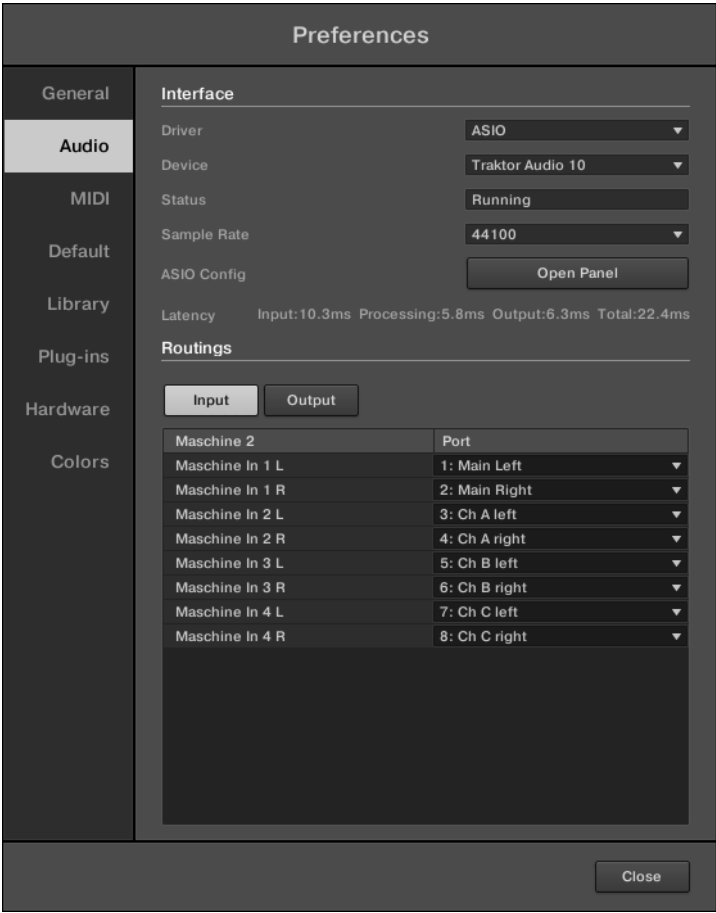 Preferences
General
Audio
MIDI
Default
Library
Plug-ins
Hardware
Colors
Interface
Driver ASIO
Device Traktor Audio 10
Status Running
Sample Rate 44100
ASIO Config Open Panel
Latency Input:10.3ms Processing:5.8ms Output:6.3ms Total:22.4ms
Routings
Input Output
Maschine 2 Port
Maschine In 1 L 1: Main Left
Maschine In 1 R 2: Main Right
Maschine In 2 L 3: Ch A left
Maschine In 2 R 4: Ch A right
Maschine In 3 L 5: Ch B left
Maschine In 3 R 6: Ch B right
Maschine In 4 L 7: Ch C left
Maschine In 4 R 8: Ch C right
Close